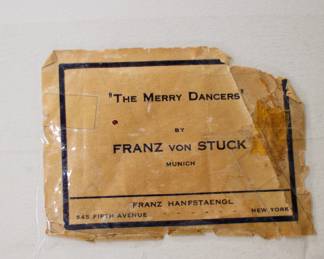 "THE MERRY DANCERS"
BY
FRANZ VON STUCK
MUNICH
FRANZ HANFSTAENGL
545 FIFTH AVENUE - - - - - NEW YORK